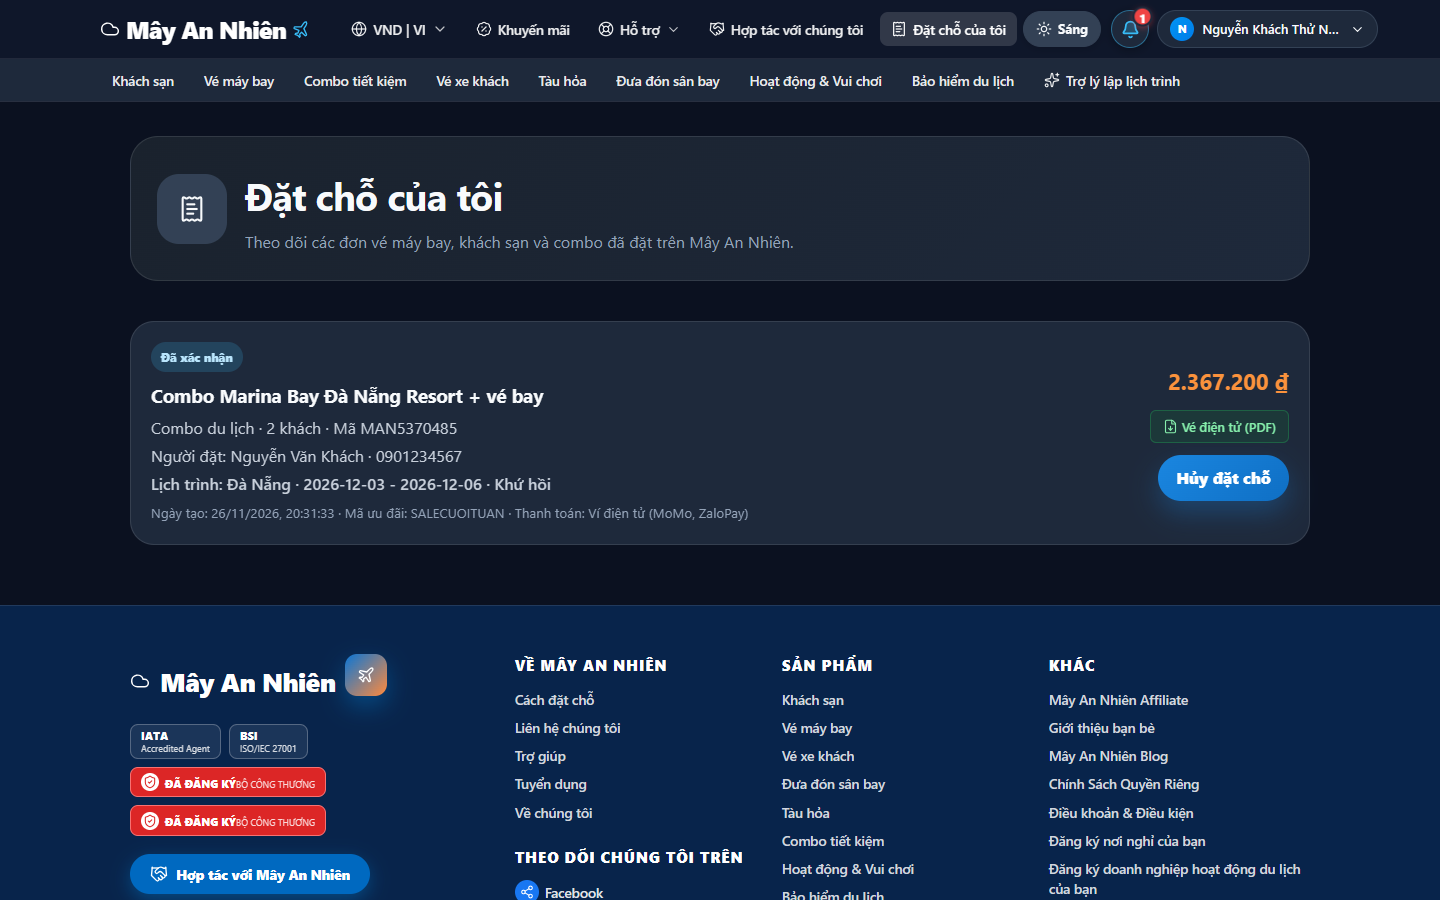 Mây An Nhiên
VND | VI
Khuyến mãi
Hỗ trợ
Hợp tác với chúng tôi
Đặt chỗ của tôi
Sáng
1
N
Nguyễn Khách Thử N...
Khách sạn
Vé máy bay
Combo tiết kiệm
Vé xe khách
Tàu hỏa
Đưa đón sân bay
Hoạt động & Vui chơi
Bảo hiểm du lịch
Trợ lý lập lịch trình
Đặt chỗ của tôi
Theo dõi các đơn vé máy bay, khách sạn và combo đã đặt trên Mây An Nhiên.
Đã xác nhận
Combo Marina Bay Đà Nẵng Resort + vé bay
Combo du lịch · 2 khách · Mã MAN5370485
Người đặt: Nguyễn Văn Khách · 0901234567
Lịch trình: Đà Nẵng · 2026-12-03 - 2026-12-06 · Khứ hồi
Ngày tạo: 26/11/2026, 20:31:33 · Mã ưu đãi: SALECUOITUAN · Thanh toán: Ví điện tử (MoMo, ZaloPay)
2.367.200 ₫
Vé điện tử (PDF)
Hủy đặt chỗ
Mây An Nhiên
IATA
Accredited Agent
BSI
ISO/IEC 27001
ĐÃ ĐĂNG KÝ BỘ CÔNG THƯƠNG
ĐÃ ĐĂNG KÝ BỘ CÔNG THƯƠNG
Hợp tác với Mây An Nhiên
VỀ MÂY AN NHIÊN
Cách đặt chỗ
Liên hệ chúng tôi
Trợ giúp
Tuyển dụng
Về chúng tôi
THEO DÕI CHÚNG TÔI TRÊN
Facebook
SẢN PHẨM
Khách sạn
Vé máy bay
Vé xe khách
Đưa đón sân bay
Tàu hỏa
Combo tiết kiệm
Hoạt động & Vui chơi
Bảo hiểm du lịch
KHÁC
Mây An Nhiên Affiliate
Giới thiệu bạn bè
Mây An Nhiên Blog
Chính Sách Quyền Riêng
Điều khoản & Điều kiện
Đăng ký nơi nghỉ của bạn
Đăng ký doanh nghiệp hoạt động du lịch
của bạn